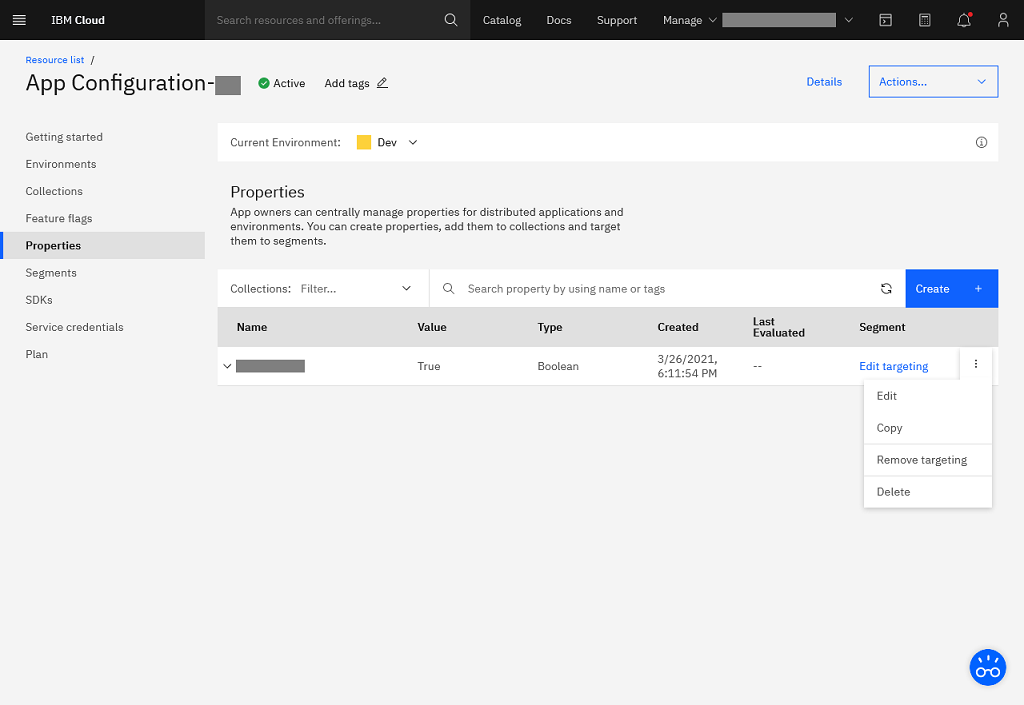 IBM Cloud
Search resources and offerings...
Catalog
Docs
Support
Manage
Resource list /
App Configuration-
Active
Add tags
Details
Actions...
Getting started
Environments
Collections
Feature flags
Properties
Segments
SDKs
Service credentials
Plan
Current Environment:
Dev
Properties
App owners can centrally manage properties for distributed applications and
environments. You can create properties, add them to collections and target
them to segments.
Collections: Filter...
Search property by using name or tags
Create +
Name
Value
Type
Created
Last
Evaluated
Segment
True
Boolean
3/26/2021,
6:11:54 PM
--
Edit targeting
Edit
Copy
Remove targeting
Delete